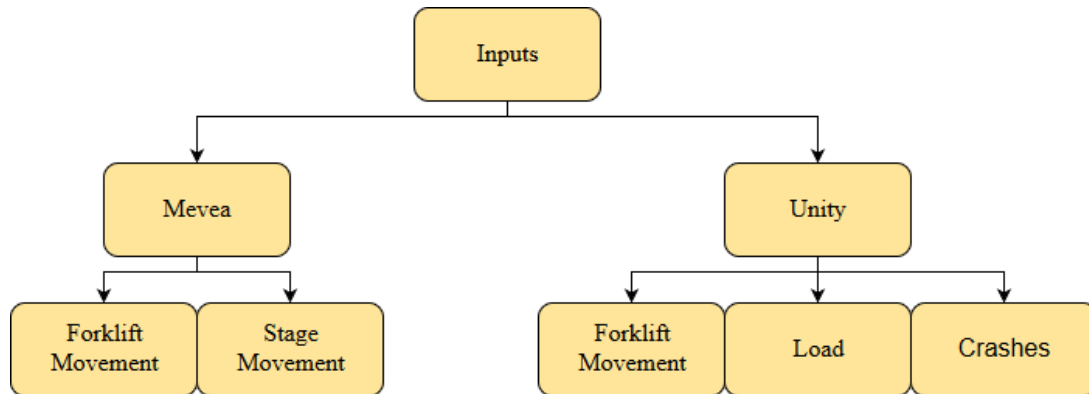 Inputs
Mevea
Unity
Forklift
Movement
Stage
Movement
Forklift
Movement
Load
Crashes